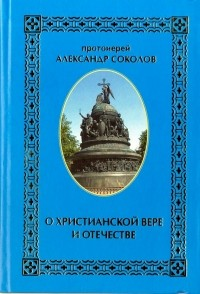 протоиерей
АЛЕКСАНДР СОКОЛОВ
О ХРИСТИАНСКОЙ ВЕРЕ
И ОТЕЧЕСТВЕ